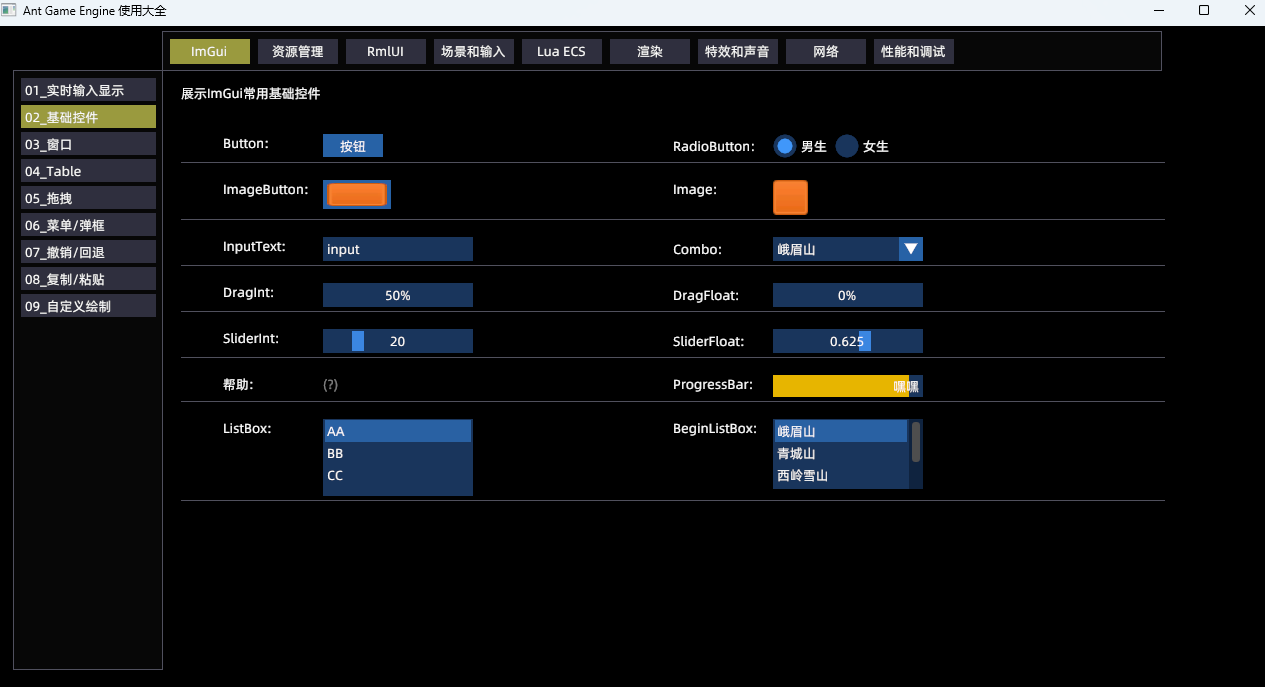 Ant Game Engine 使用大全
ImGui 资源管理 RmlUI 场景和输入 Lua ECS 渲染 特效和声音 网络 性能和调试
01_实时输入显示
02_基础控件
03_窗口
04_Table
05_拖拽
06_菜单/弹框
07_撤销/回退
08_复制/粘贴
09_自定义绘制
展示ImGui常用基础控件
Button: 按钮 RadioButton: 男生 女生
ImageButton: Image:
InputText: input Combo: 峨眉山
DragInt: 50% DragFloat: 0%
SliderInt: 20 SliderFloat: 0.625
帮助: (?) ProgressBar: 嘿嘿
ListBox: AA BeginListBox: 峨眉山
BB 青城山
CC 西岭雪山